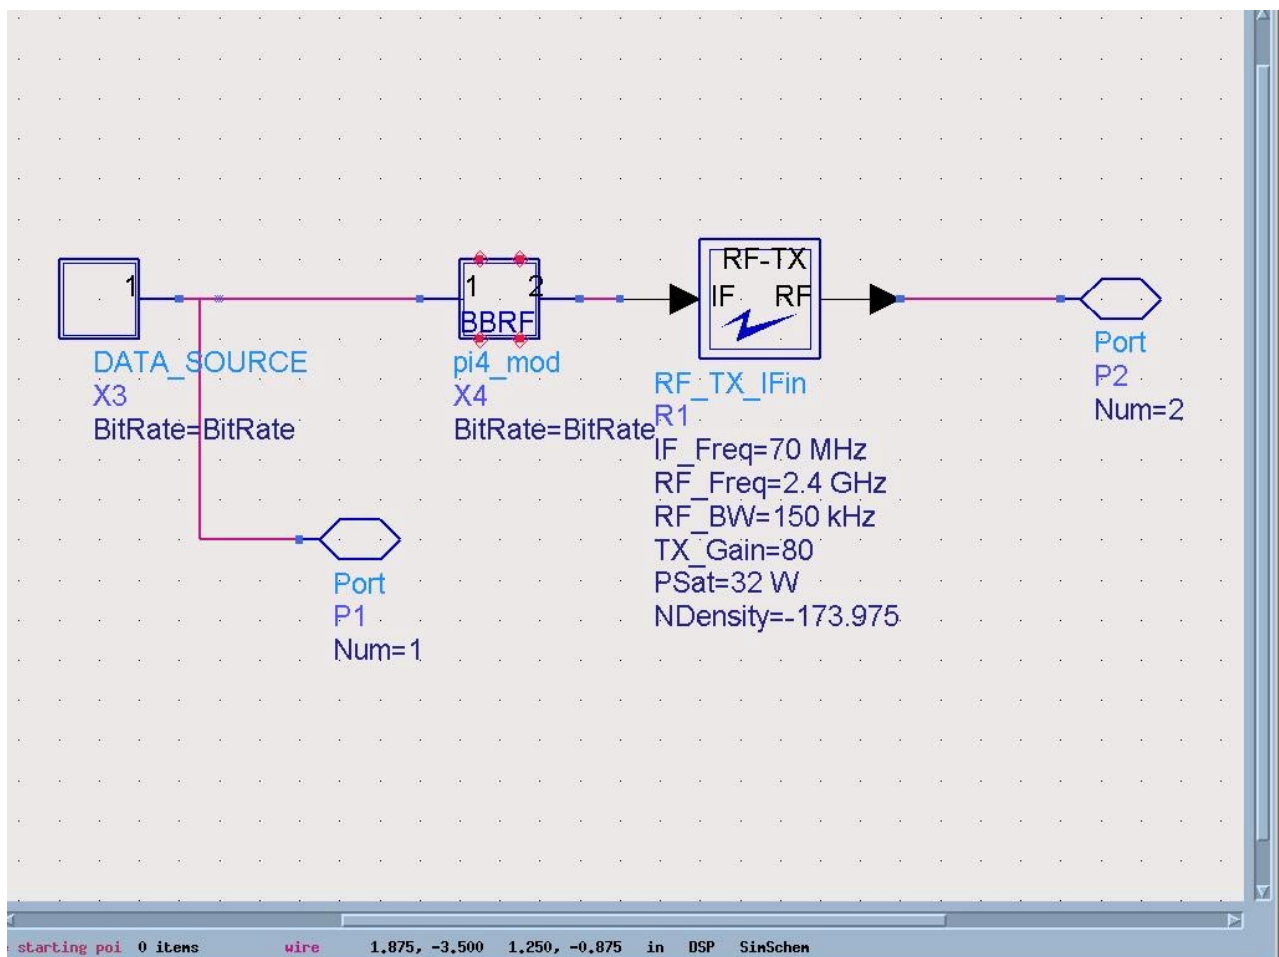 1
DATA_SOURCE
X3
BitRate=BitRate
1 2
BBRF
pi4_mod
X4
BitRate=BitRate
RF-TX
IF RF
RF_TX_IFin
R1
IF_Freq=70 MHz
RF_Freq=2.4 GHz
RF_BW=150 kHz
TX_Gain=80
PSat=32 W
NDensity=-173.975
Port
P2
Num=2
Port
P1
Num=1
starting poi 0 items wire 1.875, -3.500 1.250, -0.875 in DSP SimSchem